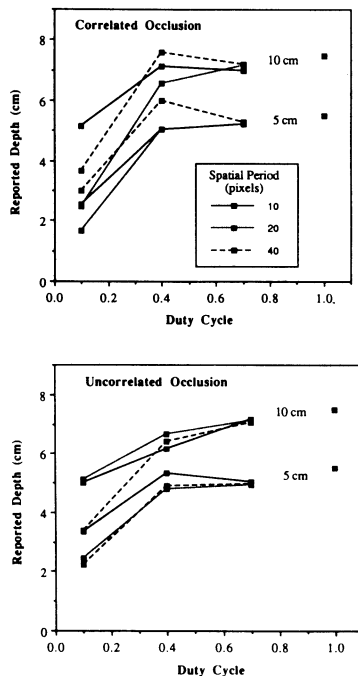 Correlated Occlusion
8
6
4
2
0
Reported Depth (cm)
10 cm
5 cm
Spatial Period
(pixels)
10
20
40
0.0 0.2 0.4 0.6 0.8 1.0
Duty Cycle
Uncorrelated Occlusion
8
6
4
2
0
Reported Depth (cm)
10 cm
5 cm
0.0 0.2 0.4 0.6 0.8 1.0
Duty Cycle